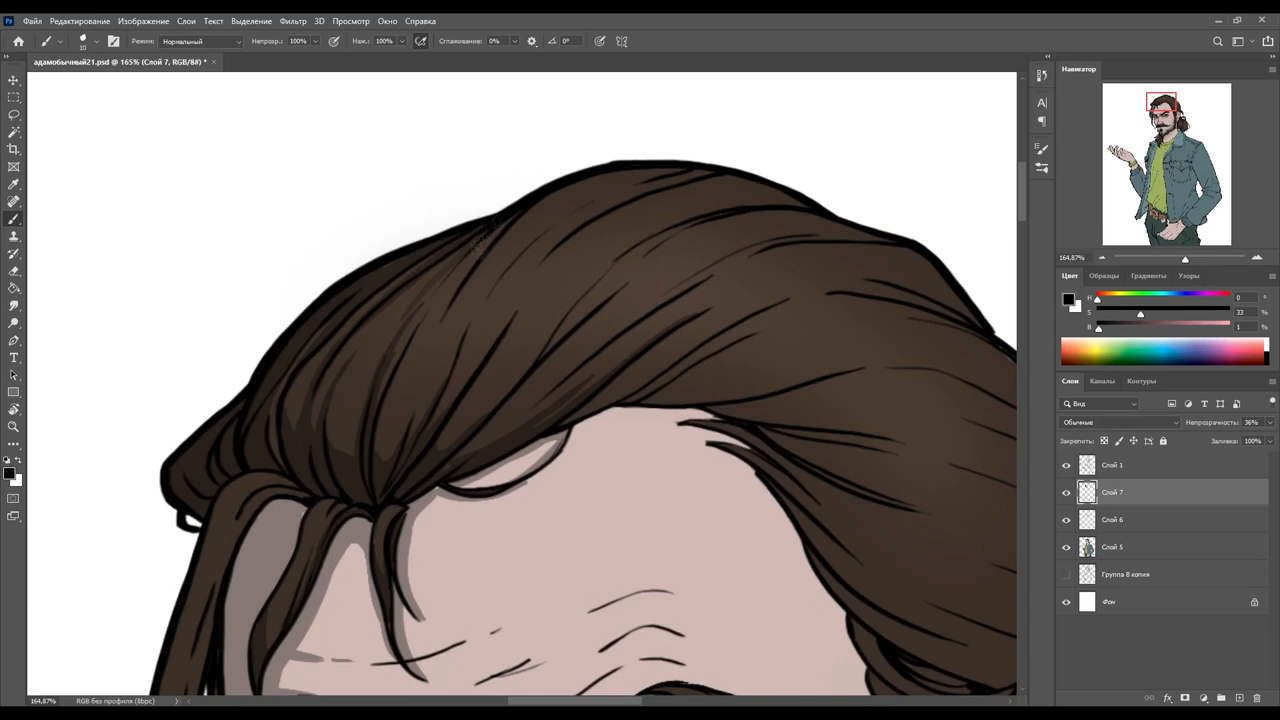 Ps Файл Редактирование Изображение Слои Текст Выделение Фильтр 3D Просмотр Окно Справка
10 Режим: Нормальный Непрозр.: 100% Наж.: 100% Сглаживание: 0% 0°
адамобычный21.psd @ 165% (Слой 7, RGB/8#) * ×
Навигатор
164,87%
Цвет Образцы Градиенты Узоры
H 0 °
S 33 %
B 1 %
Слои Каналы Контуры
Вид
Обычные Непрозрачность: 36%
Закрепить: Заливка: 100%
Слой 1
Слой 7
Слой 6
Слой 5
Группа 8 копия
Фон
164,87% RGB без профиля (8bpc)